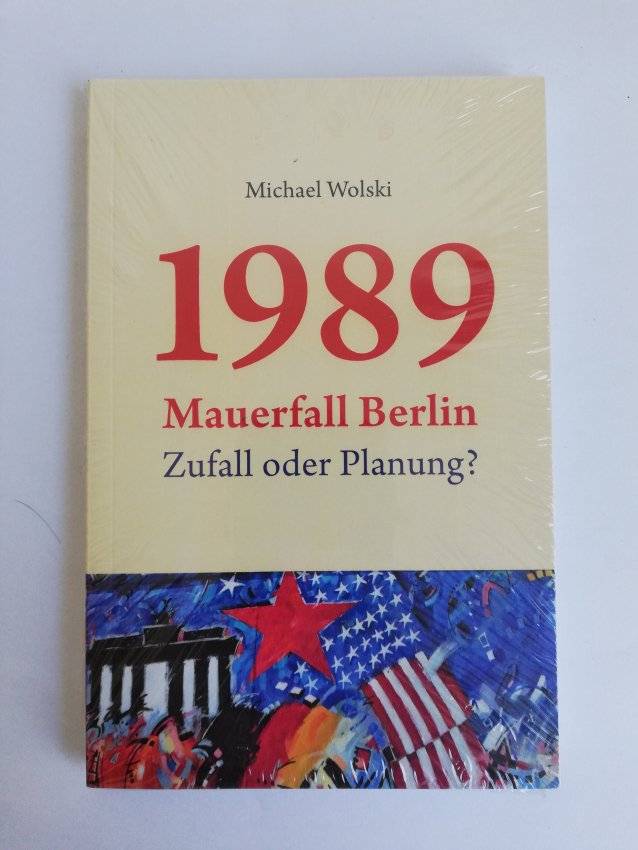 Michael Wolski
1989
Mauerfall Berlin
Zufall oder Planung?